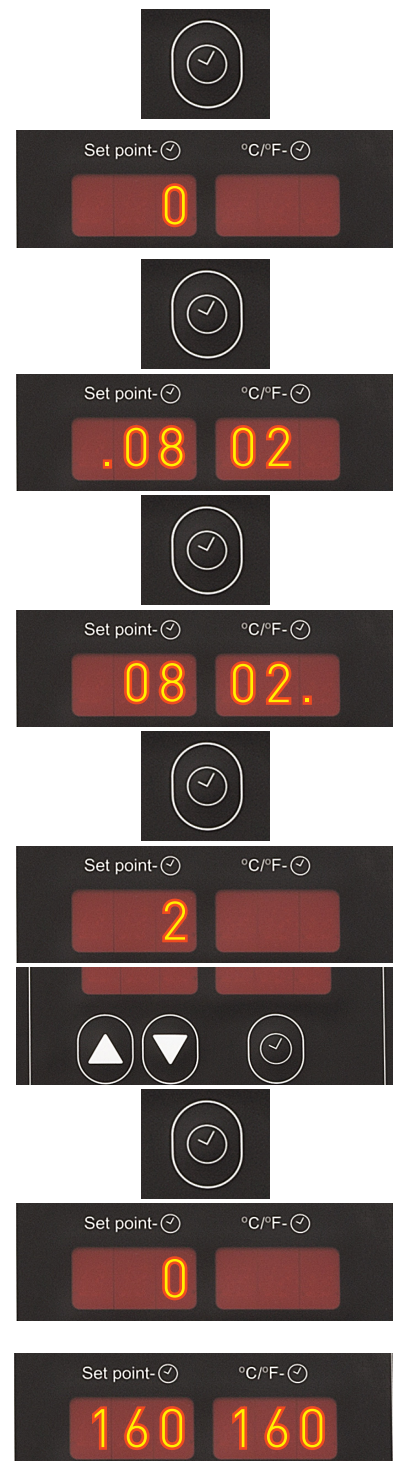 Set point- °C/°F-
0
Set point- °C/°F-
.08 02
Set point- °C/°F-
08 02.
Set point- °C/°F-
2
Set point- °C/°F-
0
Set point- °C/°F-
160 160